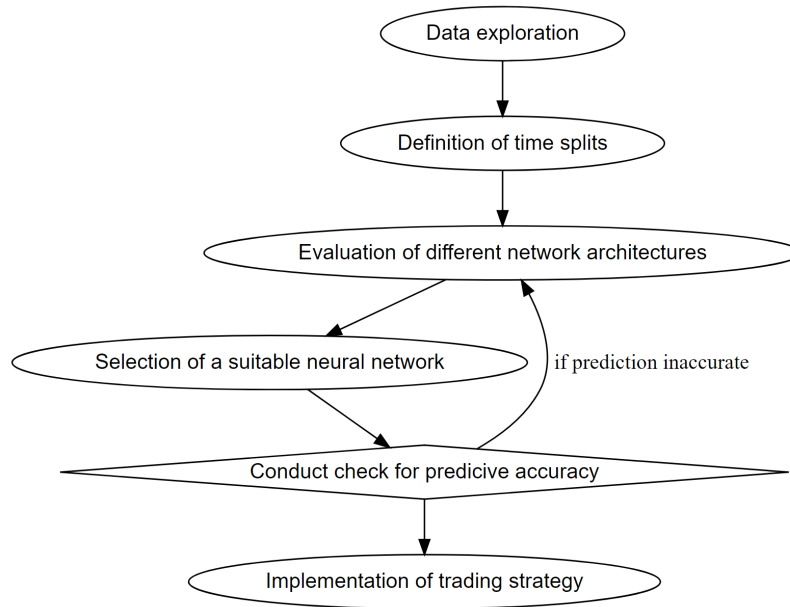 Data exploration
Definition of time splits
Evaluation of different network architectures
Selection of a suitable neural network
if prediction inaccurate
Conduct check for predicive accuracy
Implementation of trading strategy